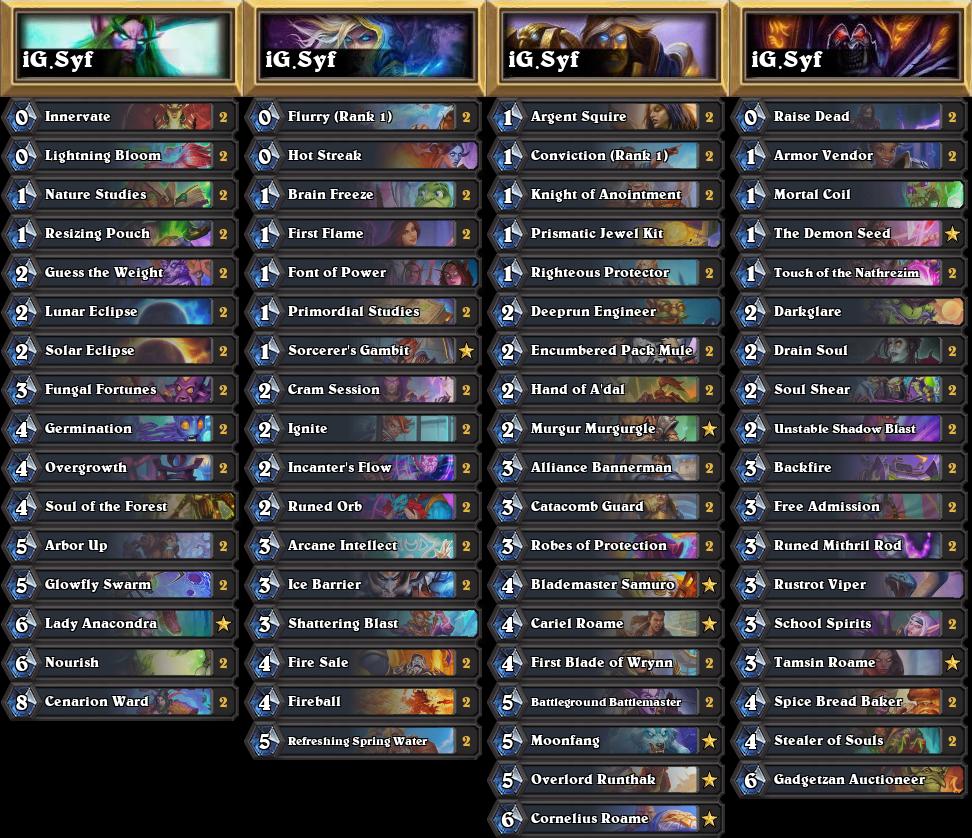 iG.Syf
0 Innervate 2
0 Lightning Bloom 2
1 Nature Studies 2
1 Resizing Pouch 2
2 Guess the Weight 2
2 Lunar Eclipse 2
2 Solar Eclipse 2
3 Fungal Fortunes 2
4 Germination 2
4 Overgrowth 2
4 Soul of the Forest
5 Arbor Up 2
5 Glowfly Swarm 2
6 Lady Anacondra
6 Nourish 2
8 Cenarion Ward 2
iG.Syf
0 Flurry (Rank 1) 2
0 Hot Streak
1 Brain Freeze 2
1 First Flame 2
1 Font of Power
1 Primordial Studies 2
1 Sorcerer's Gambit
2 Cram Session 2
2 Ignite 2
2 Incanter's Flow 2
2 Runed Orb 2
3 Arcane Intellect 2
3 Ice Barrier 2
3 Shattering Blast
4 Fire Sale 2
4 Fireball 2
5 Refreshing Spring Water 2
iG.Syf
1 Argent Squire 2
1 Conviction (Rank 1) 2
1 Knight of Anointment 2
1 Prismatic Jewel Kit
1 Righteous Protector 2
2 Deeprun Engineer
2 Encumbered Pack Mule 2
2 Hand of A'dal 2
2 Murgur Murgurgle
3 Alliance Bannerman 2
3 Catacomb Guard 2
3 Robes of Protection 2
4 Blademaster Samuro
4 Cariel Roame
4 First Blade of Wrynn 2
5 Battleground Battlemaster 2
5 Moonfang
5 Overlord Runthak
6 Cornelius Roame
iG.Syf
0 Raise Dead 2
1 Armor Vendor 2
1 Mortal Coil
1 The Demon Seed
1 Touch of the Nathrezim 2
2 Darkglare
2 Drain Soul 2
2 Soul Shear 2
2 Unstable Shadow Blast 2
3 Backfire 2
3 Free Admission 2
3 Runed Mithril Rod 2
3 Rustrot Viper
3 School Spirits 2
3 Tamsin Roame
4 Spice Bread Baker 2
4 Stealer of Souls 2
6 Gadgetzan Auctioneer